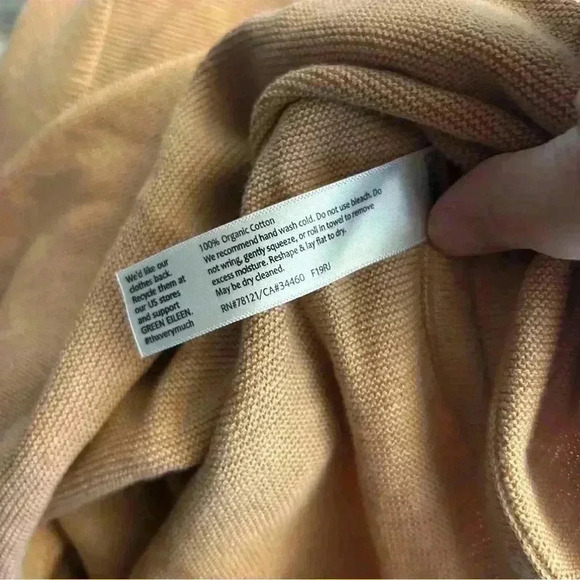 We'd like our
clothes back.
Recycle them at
our US stores
and support
GREEN EILEEN.
#thxverymuch
100% Organic Cotton
We recommend hand wash cold. Do not use bleach. Do
not wring, gently squeeze, or roll in towel to remove
excess moisture. Reshape & lay flat to dry.
May be dry cleaned.
RN#78121/CA#34460 F19RJ